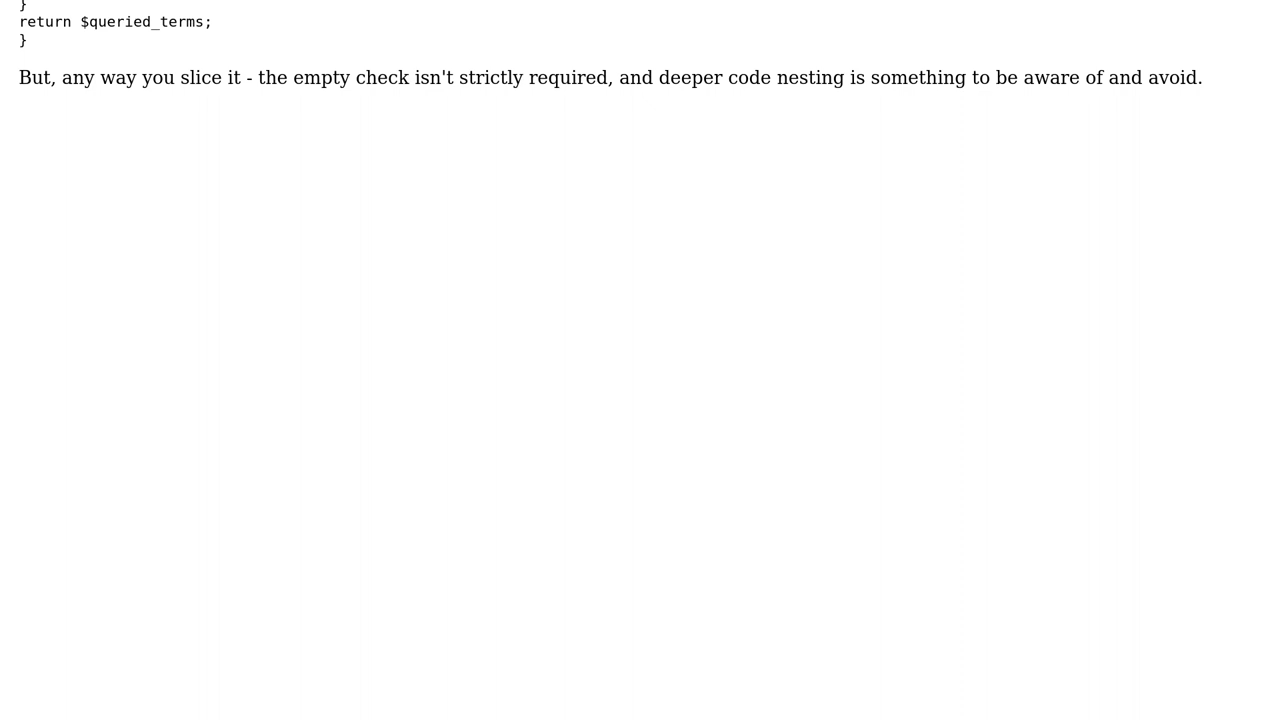 }
return $queried_terms;
}
But, any way you slice it - the empty check isn't strictly required, and deeper code nesting is something to be aware of and avoid.